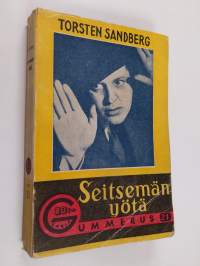 TORSTEN SANDBERG
Seitsemän
yötä
GUMMERUS